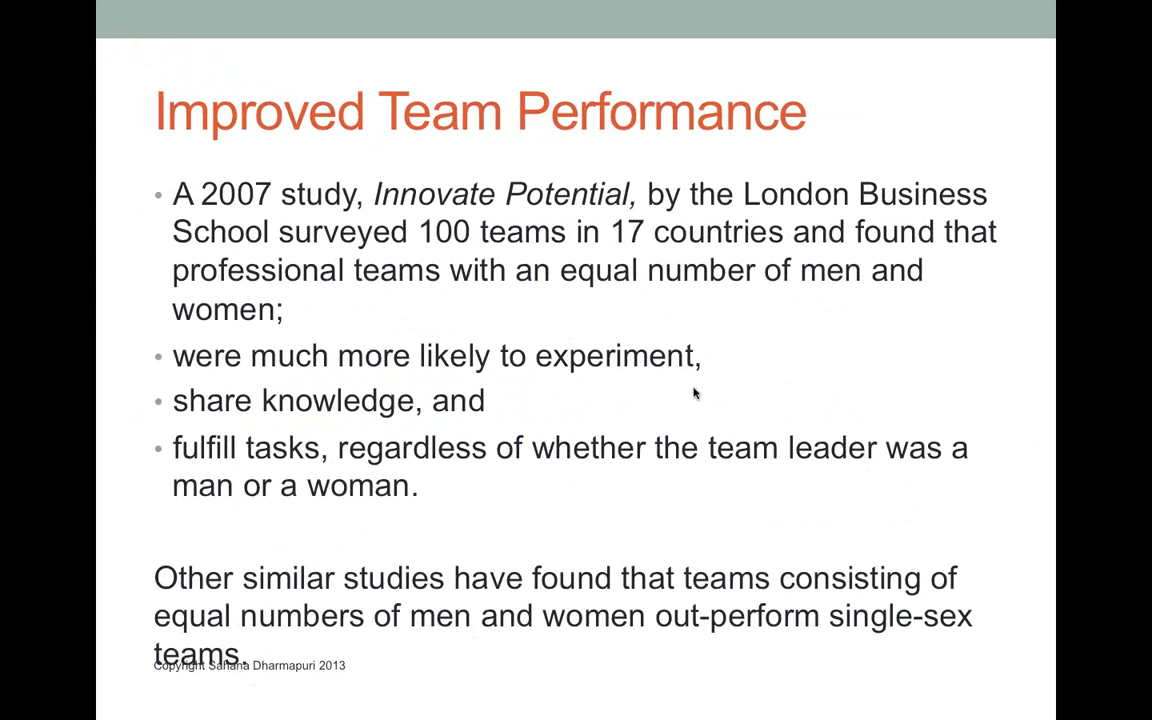 Improved Team Performance
• A 2007 study, Innovate Potential, by the London Business
School surveyed 100 teams in 17 countries and found that
professional teams with an equal number of men and
women;
• were much more likely to experiment,
• share knowledge, and
• fulfill tasks, regardless of whether the team leader was a
man or a woman.
Other similar studies have found that teams consisting of
equal numbers of men and women out-perform single-sex
teams.
Copyright Sahana Dharmapuri 2013